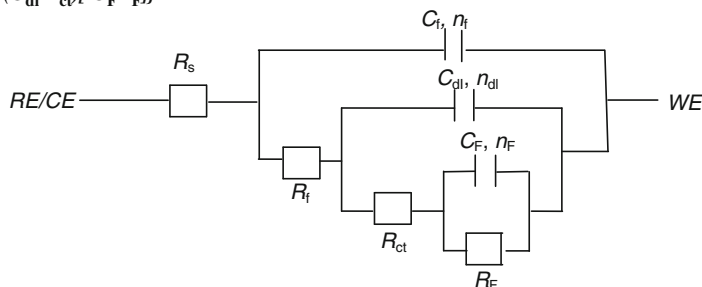 C_f, n_f
R_s
C_dl, n_dl
RE/CE
WE
C_F, n_F
R_f
R_ct
R_F